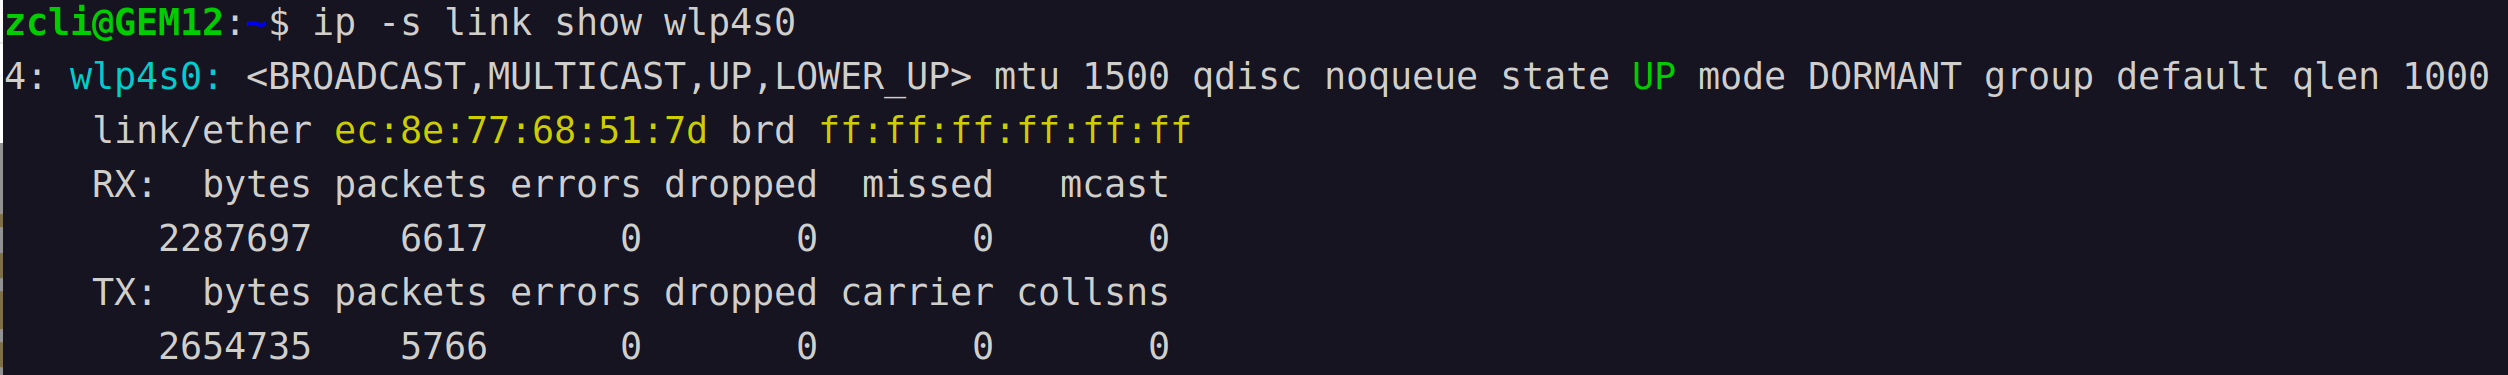 zcli@GEM12:~$ ip -s link show wlp4s0
4: wlp4s0: <BROADCAST,MULTICAST,UP,LOWER_UP> mtu 1500 qdisc noqueue state UP mode DORMANT group default qlen 1000
    link/ether ec:8e:77:68:51:7d brd ff:ff:ff:ff:ff:ff
    RX:  bytes packets errors dropped  missed   mcast
       2287697    6617      0       0       0       0
    TX:  bytes packets errors dropped carrier collsns
       2654735    5766      0       0       0       0